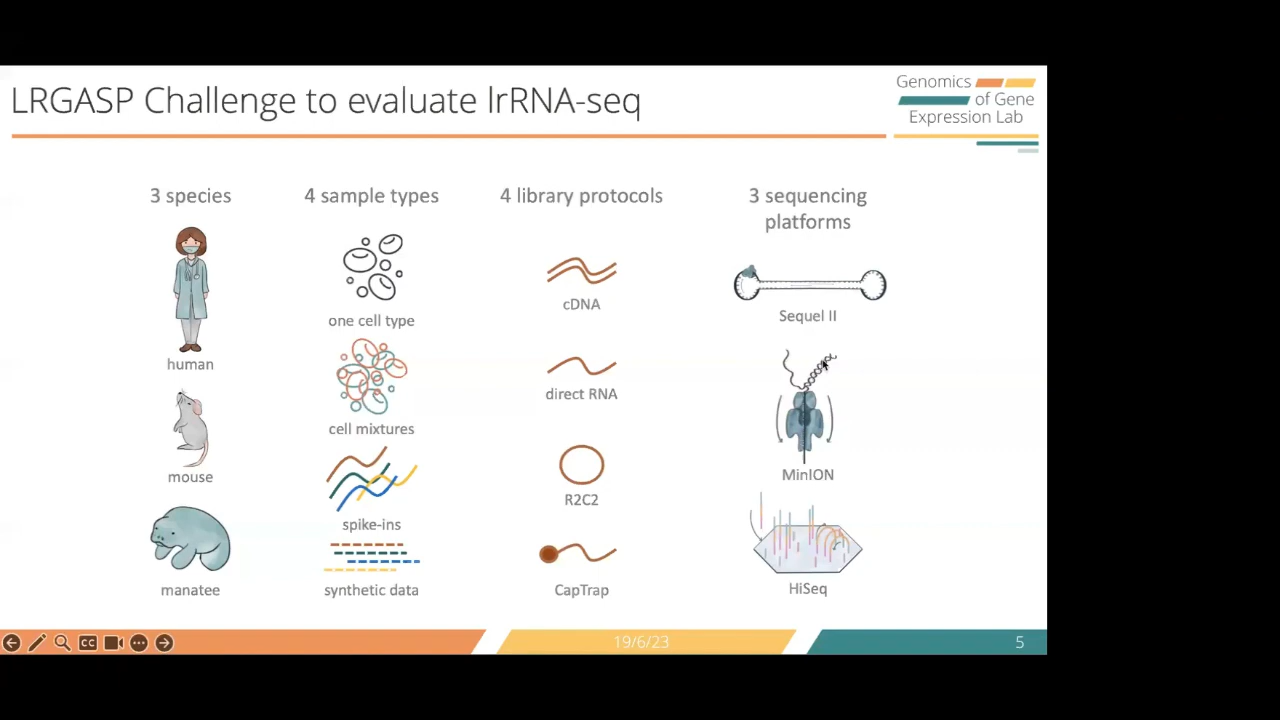 LRGASP Challenge to evaluate lrRNA-seq
Genomics
of Gene
Expression Lab
3 species
4 sample types
4 library protocols
3 sequencing
platforms
human
mouse
manatee
one cell type
cell mixtures
spike-ins
synthetic data
cDNA
direct RNA
R2C2
CapTrap
Sequel II
MinION
HiSeq
CC
19/6/23
5